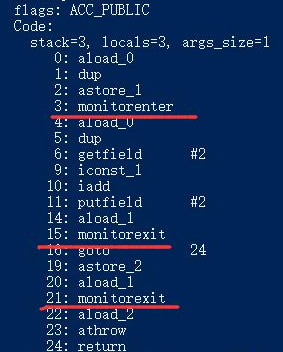 flags: ACC_PUBLIC
Code:
stack=3, locals=3, args_size=1
0: aload_0
1: dup
2: astore_1
3: monitorenter
4: aload_0
5: dup
6: getfield #2
9: iconst_1
10: iadd
11: putfield #2
14: aload_1
15: monitorexit
16: goto 24
19: astore_2
20: aload_1
21: monitorexit
22: aload_2
23: athrow
24: return